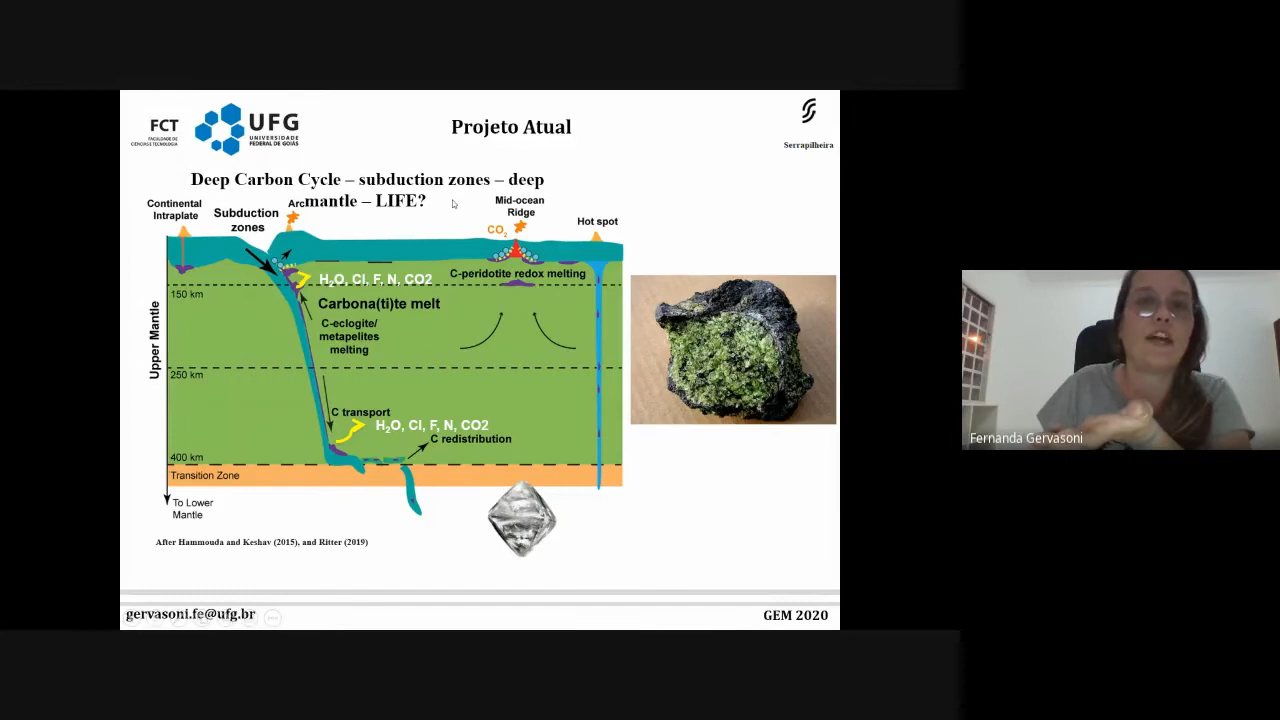 FCT
FACULDADE DE
CIÊNCIAS E TECNOLOGIA
UFG
UNIVERSIDADE
FEDERAL DE GOIÁS
Projeto Atual
Serrapilheira
Deep Carbon Cycle – subduction zones – deep
mantle – LIFE?
Continental
Intraplate
Subduction
zones
Arc
Mid-ocean
Ridge
Hot spot
CO2
H2O, Cl, F, N, CO2
C-peridotite redox melting
150 km
Carbona(ti)te melt
C-eclogite/
metapelites
melting
Upper Mantle
250 km
C transport
H2O, Cl, F, N, CO2
C redistribution
400 km
Transition Zone
To Lower
Mantle
After Hammouda and Keshav (2015), and Ritter (2019)
gervasoni.fe@ufg.br
GEM 2020
Fernanda Gervasoni